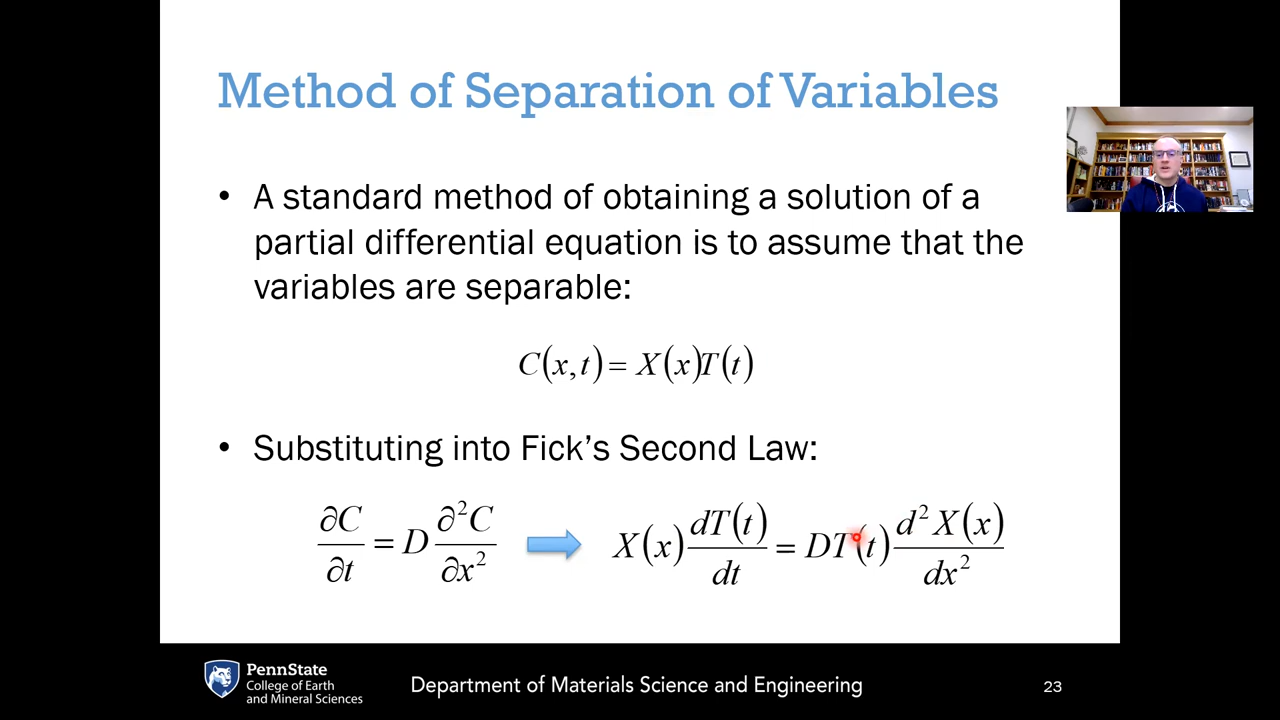 Method of Separation of Variables
• A standard method of obtaining a solution of a
partial differential equation is to assume that the
variables are separable:
C(x,t) = X(x)T(t)
• Substituting into Fick's Second Law:
∂C/∂t = D ∂²C/∂x² X(x) dT(t)/dt = DT(t) d²X(x)/dx²
PennState
College of Earth
and Mineral Sciences
Department of Materials Science and Engineering
23